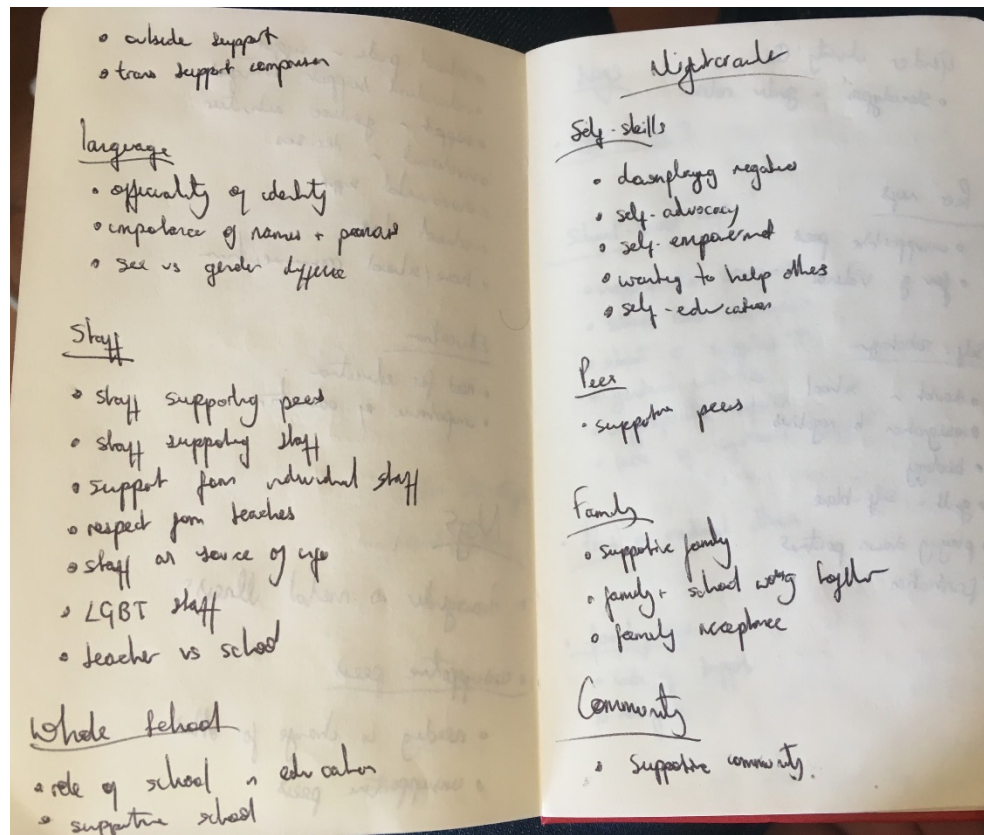 • outside support
• trans support comparison
language
• officiality of identity
• importance of names + pronouns
• sex vs gender difference
Staff
• staff supporting peers
• staff supporting staff
• support from individual staff
• respect from teachers
• staff as source of info
• LGBT staff
• teacher vs school
Whole School
• role of school in education
• supportive school
Nightcrawler
Self-skills
• downplaying negatives
• self-advocacy
• self-empowerment
• wanting to help others
• self-education
Peer
• supportive peers
Family
• supportive family
• family + school working together
• family acceptance
Community
• supportive community.